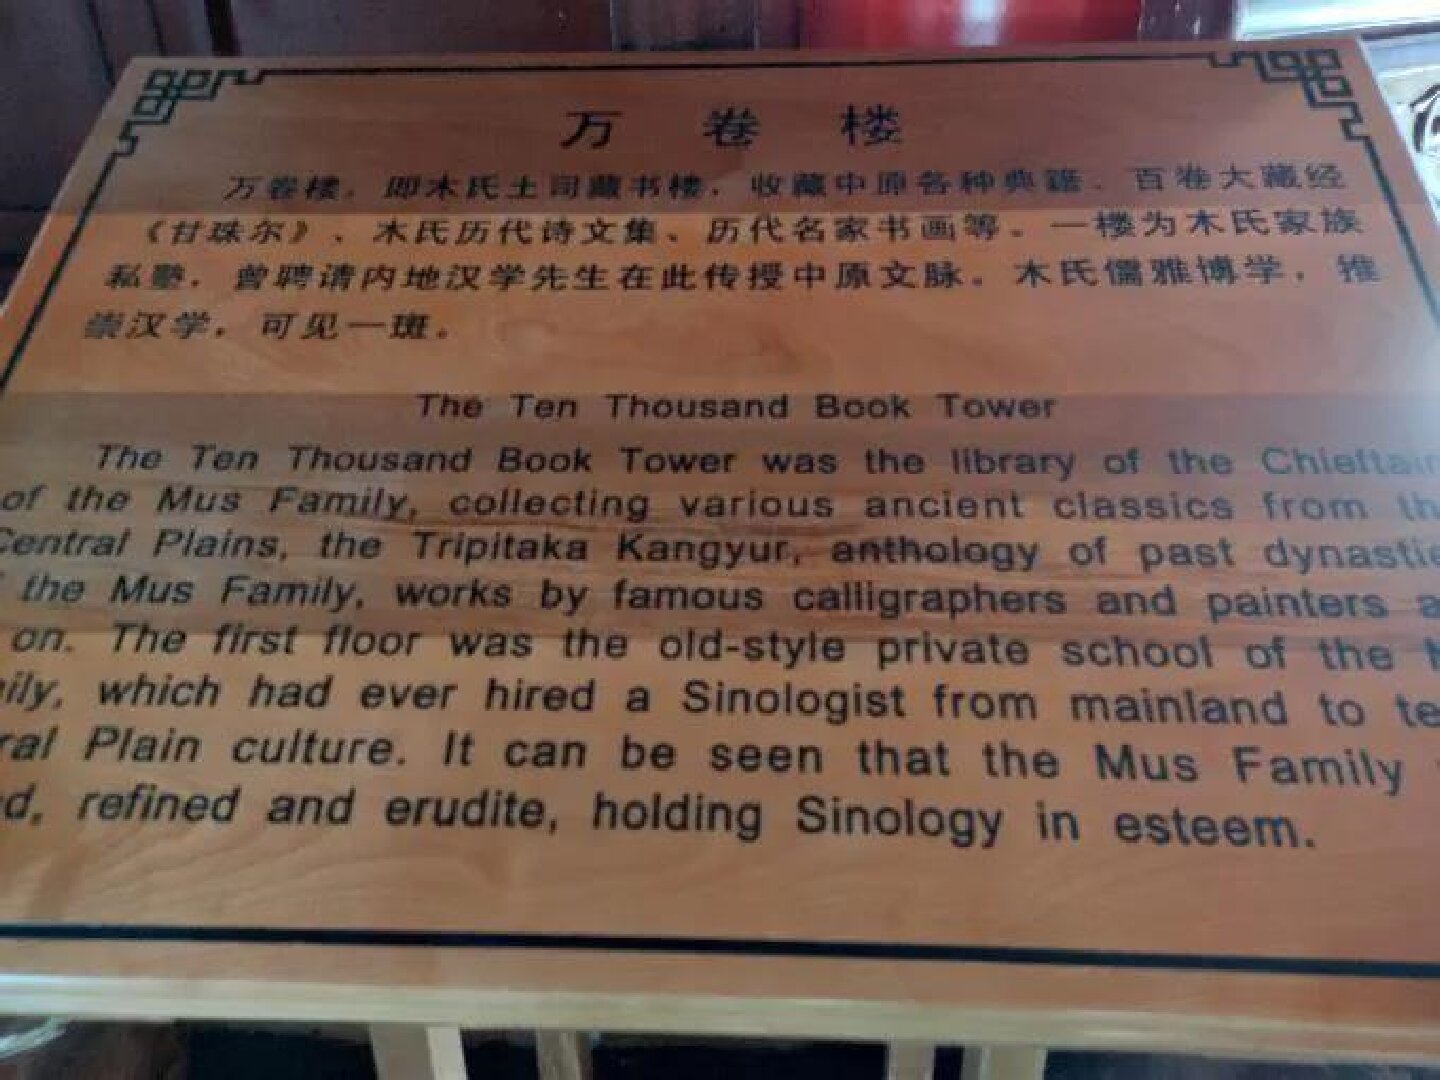 万卷楼
万卷楼，即木氏土司藏书楼，收藏中原各种典籍、百卷大藏经
《甘珠尔》、木氏历代诗文集、历代名家书画等。一楼为木氏家族
私塾，曾聘请内地汉学先生在此传授中原文脉。木氏儒雅博学，推
崇汉学，可见一斑。
The Ten Thousand Book Tower
The Ten Thousand Book Tower was the library of the Chieftain
of the Mus Family, collecting various ancient classics from
Central Plains, the Tripitaka Kangyur, anthology of past
the Mus Family, works by famous calligraphers and painters
on. The first floor was the old-style private school of the
which had ever hired a Sinologist from mainland to
Plain culture. It can be seen that the Mus Family
refined and erudite, holding Sinology in esteem.